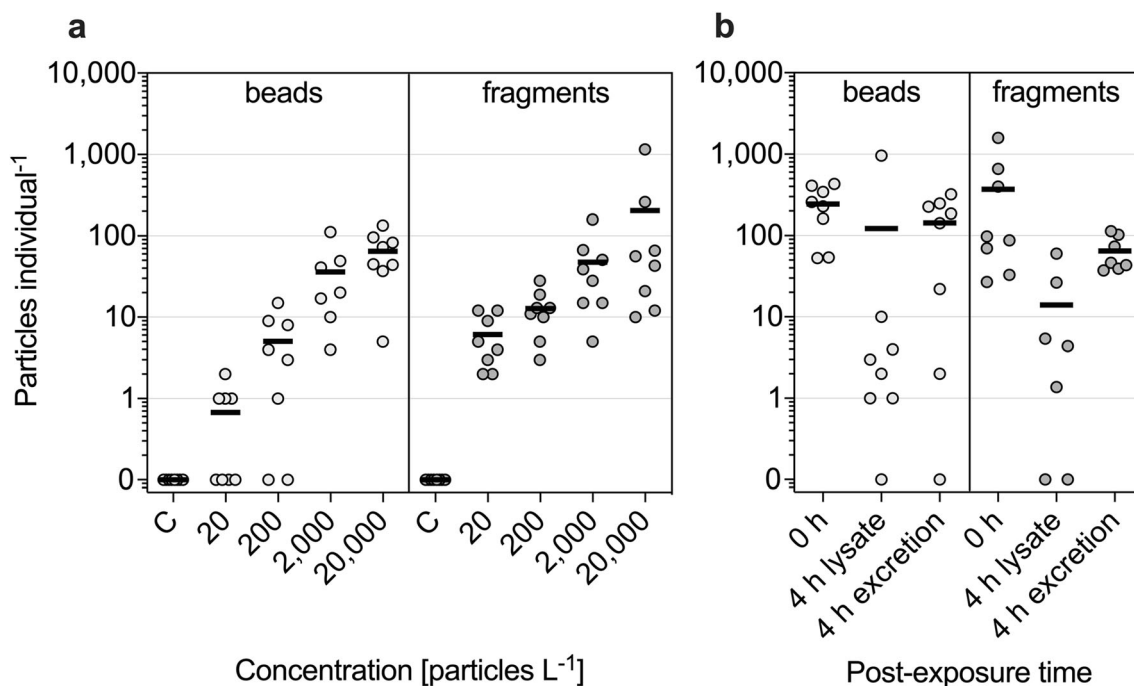 a
beads
fragments
10,000
1,000
100
10
1
0
Particles individual⁻¹
C
20
200
2,000
20,000
C
20
200
2,000
20,000
Concentration [particles L⁻¹]
b
beads
fragments
10,000
1,000
100
10
1
0
0 h
4 h lysate
4 h excretion
0 h
4 h lysate
4 h excretion
Post-exposure time